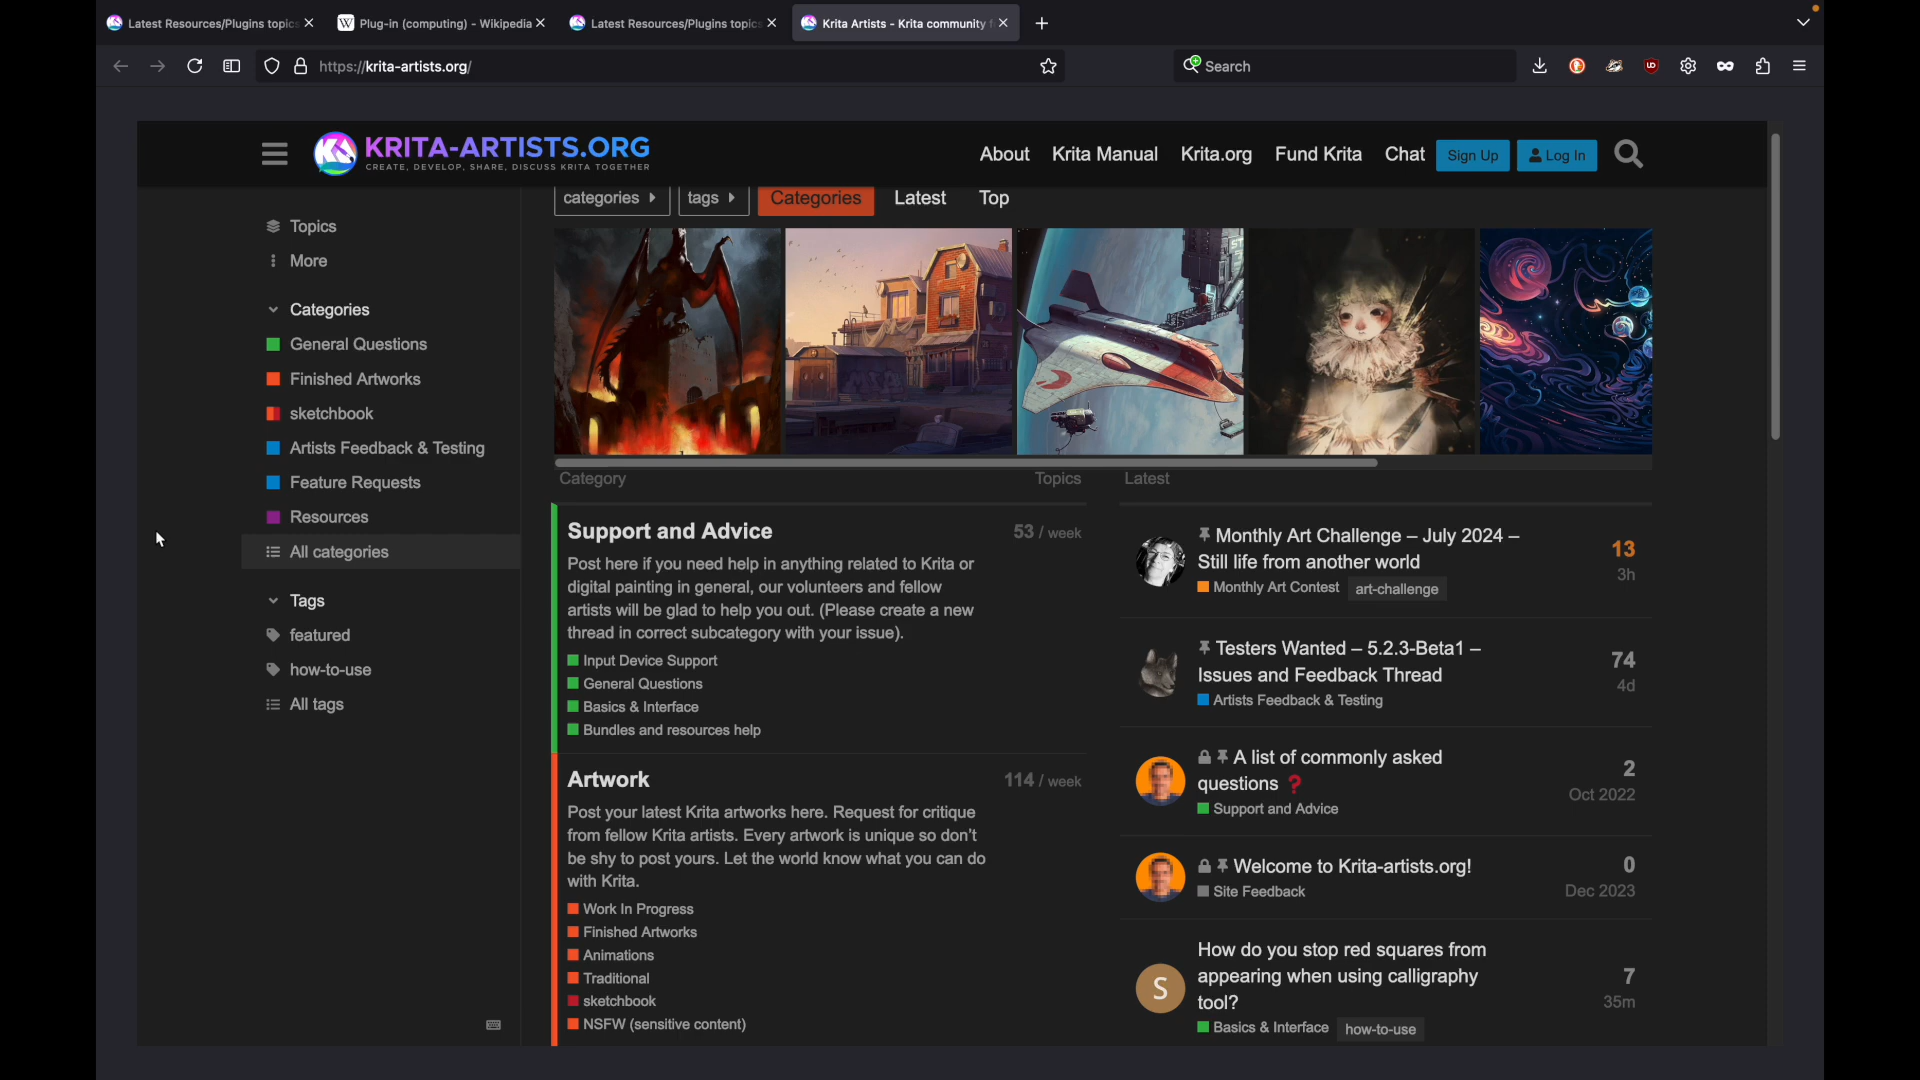 Latest Resources/Plugins topics
Plug-in (computing) - Wikipedia
Latest Resources/Plugins topics
Krita Artists - Krita community
https://krita-artists.org/
Search
KRITA-ARTISTS.ORG
CREATE, DEVELOP, SHARE, DISCUSS KRITA TOGETHER
About
Krita Manual
Krita.org
Fund Krita
Chat
Sign Up
Log In
categories
tags
Categories
Latest
Top
Topics
More
Categories
General Questions
Finished Artworks
sketchbook
Artists Feedback & Testing
Feature Requests
Resources
All categories
Tags
featured
how-to-use
All tags
Category
Topics
Support and Advice
53 / week
Post here if you need help in anything related to Krita or
digital painting in general, our volunteers and fellow
artists will be glad to help you out. (Please create a new
thread in correct subcategory with your issue).
Input Device Support
General Questions
Basics & Interface
Bundles and resources help
Artwork
114 / week
Post your latest Krita artworks here. Request for critique
from fellow Krita artists. Every artwork is unique so don't
be shy to post yours. Let the world know what you can do
with Krita.
Work In Progress
Finished Artworks
Animations
Traditional
sketchbook
NSFW (sensitive content)
Latest
Monthly Art Challenge – July 2024 –
Still life from another world
Monthly Art Contest
art-challenge
13
3h
Testers Wanted – 5.2.3-Beta1 –
Issues and Feedback Thread
Artists Feedback & Testing
74
4d
A list of commonly asked
questions ❓
Support and Advice
2
Oct 2022
Welcome to Krita-artists.org!
Site Feedback
0
Dec 2023
S
How do you stop red squares from
appearing when using calligraphy
tool?
Basics & Interface
how-to-use
7
35m